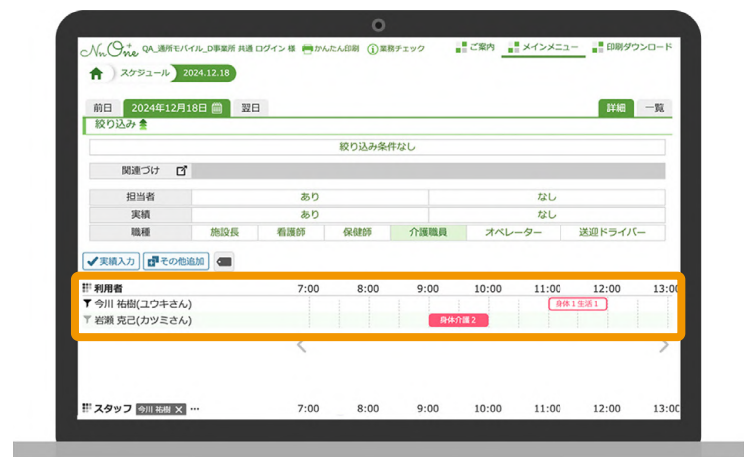 NnOne QA_通所モバイル_D事業所 共通 ログイン 様 かんたん印刷 業務チェック ご案内 メインメニュー 印刷ダウンロード
スケジュール 2024.12.18
前日 2024年12月18日 翌日 詳細 一覧
絞り込み
絞り込み条件なし
関連づけ
担当者 あり なし
実績 あり なし
職種 施設長 看護師 保健師 介護職員 オペレーター 送迎ドライバー
実績入力 その他追加
利用者 7:00 8:00 9:00 10:00 11:00 12:00 13:00
今川 祐樹(ユウキさん) 身体1生活1
岩瀬 克己(カツミさん) 身体介護2
スタッフ 今川 祐樹 X ... 7:00 8:00 9:00 10:00 11:00 12:00 13:00